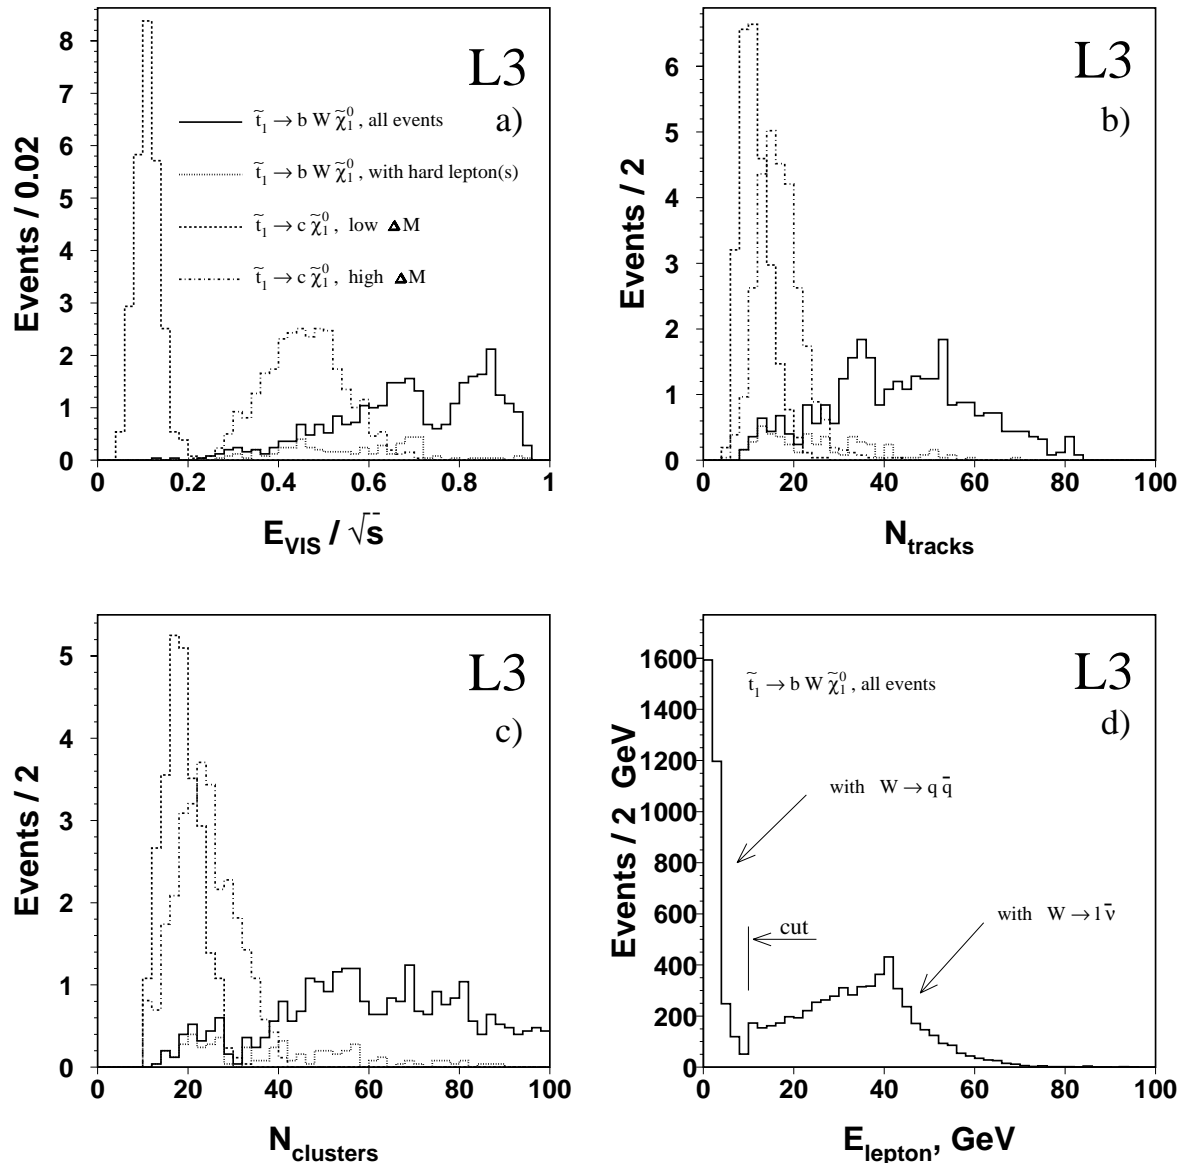 L3
a)
t̃₁ → b W χ̃₁⁰ , all events
t̃₁ → b W χ̃₁⁰ , with hard lepton(s)
t̃₁ → c χ̃₁⁰ , low ΔM
t̃₁ → c χ̃₁⁰ , high ΔM
Events / 0.02
8
7
6
5
4
3
2
1
0
0 0.2 0.4 0.6 0.8 1
E_VIS / √s
L3
b)
Events / 2
6
5
4
3
2
1
0
0 20 40 60 80 100
N_tracks
L3
c)
Events / 2
5
4
3
2
1
0
0 20 40 60 80 100
N_clusters
L3
d)
t̃₁ → b W χ̃₁⁰ , all events
with W → q q̄
cut
with W → l ν̄
Events / 2 GeV
1600
1400
1200
1000
800
600
400
200
0
0 20 40 60 80 100
E_lepton, GeV